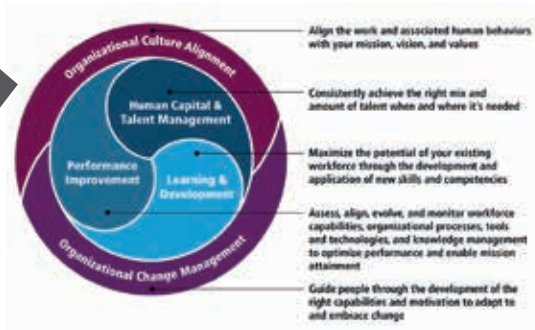 Organizational Culture Alignment
Human Capital &
Talent Management
Performance
Improvement
Learning &
Development
Organizational Change Management
Align the work and associated human behaviors
with your mission, vision, and values
Consistently achieve the right mix and
amount of talent when and where it's needed
Maximize the potential of your existing
workforce through the development and
application of new skills and competencies
Assess, align, evolve, and monitor workforce
capabilities, organizational processes, tools
and technologies, and knowledge management
to optimize performance and enable mission
attainment
Guide people through the development of the
right capabilities and motivation to adapt to
and embrace change